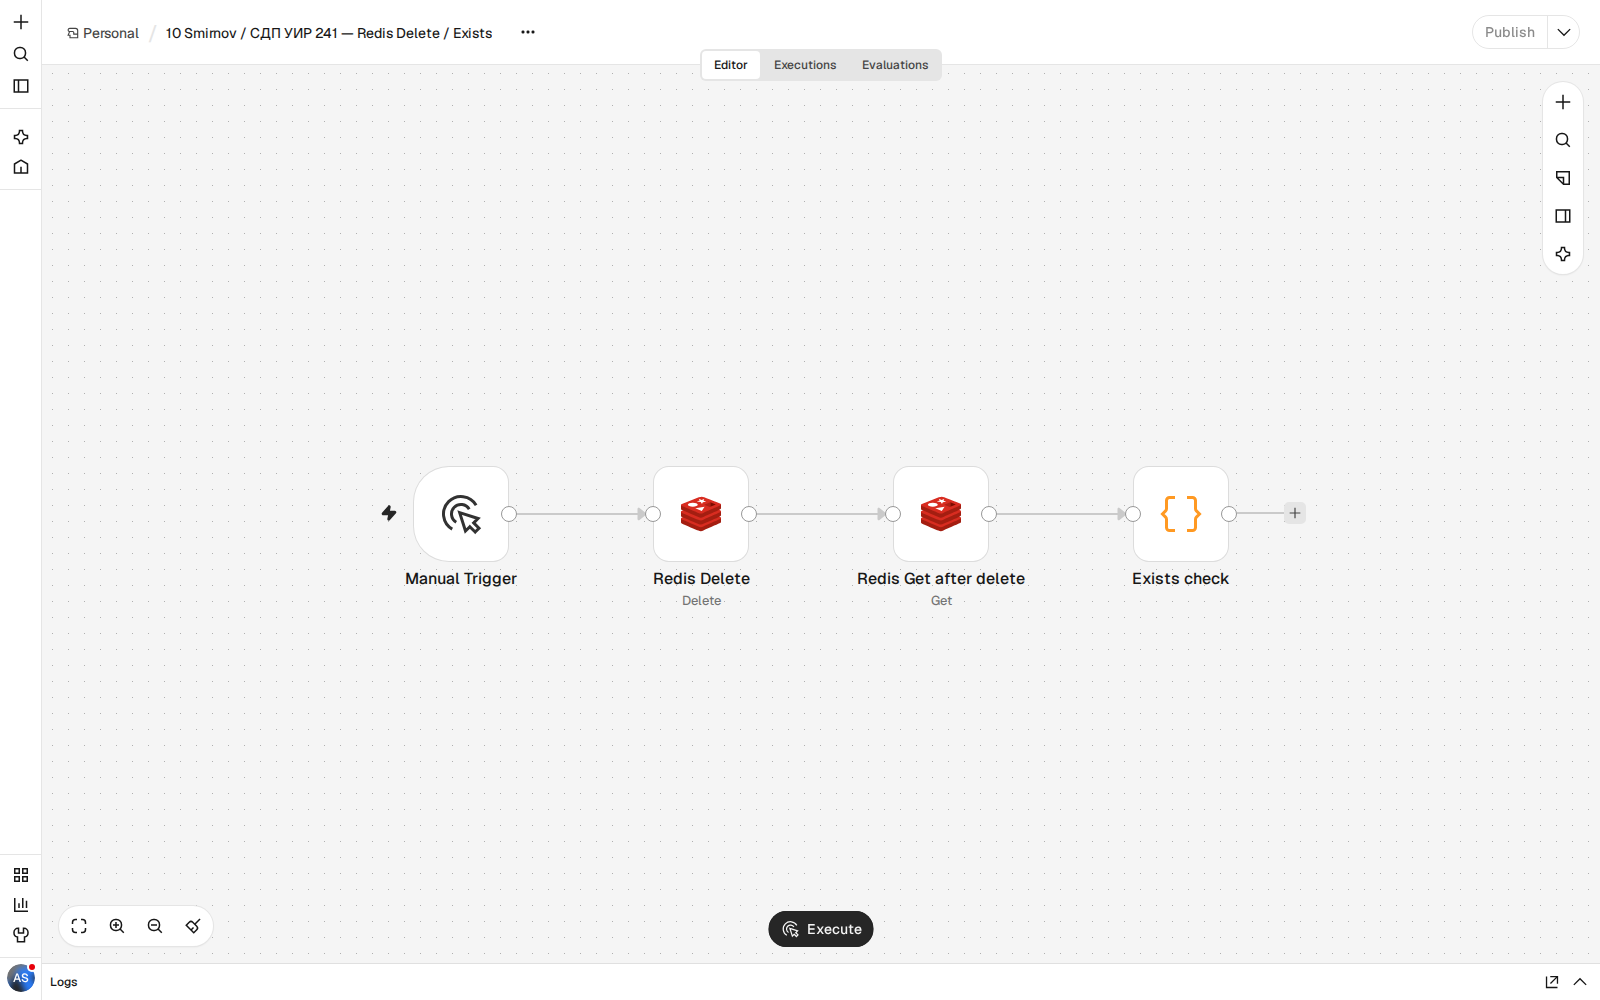 Personal / 10 Smirnov / СДП УИР 241 — Redis Delete / Exists
Publish
Editor Executions Evaluations
Manual Trigger
Redis Delete
Delete
Redis Get after delete
Get
Exists check
Execute
AS
Logs